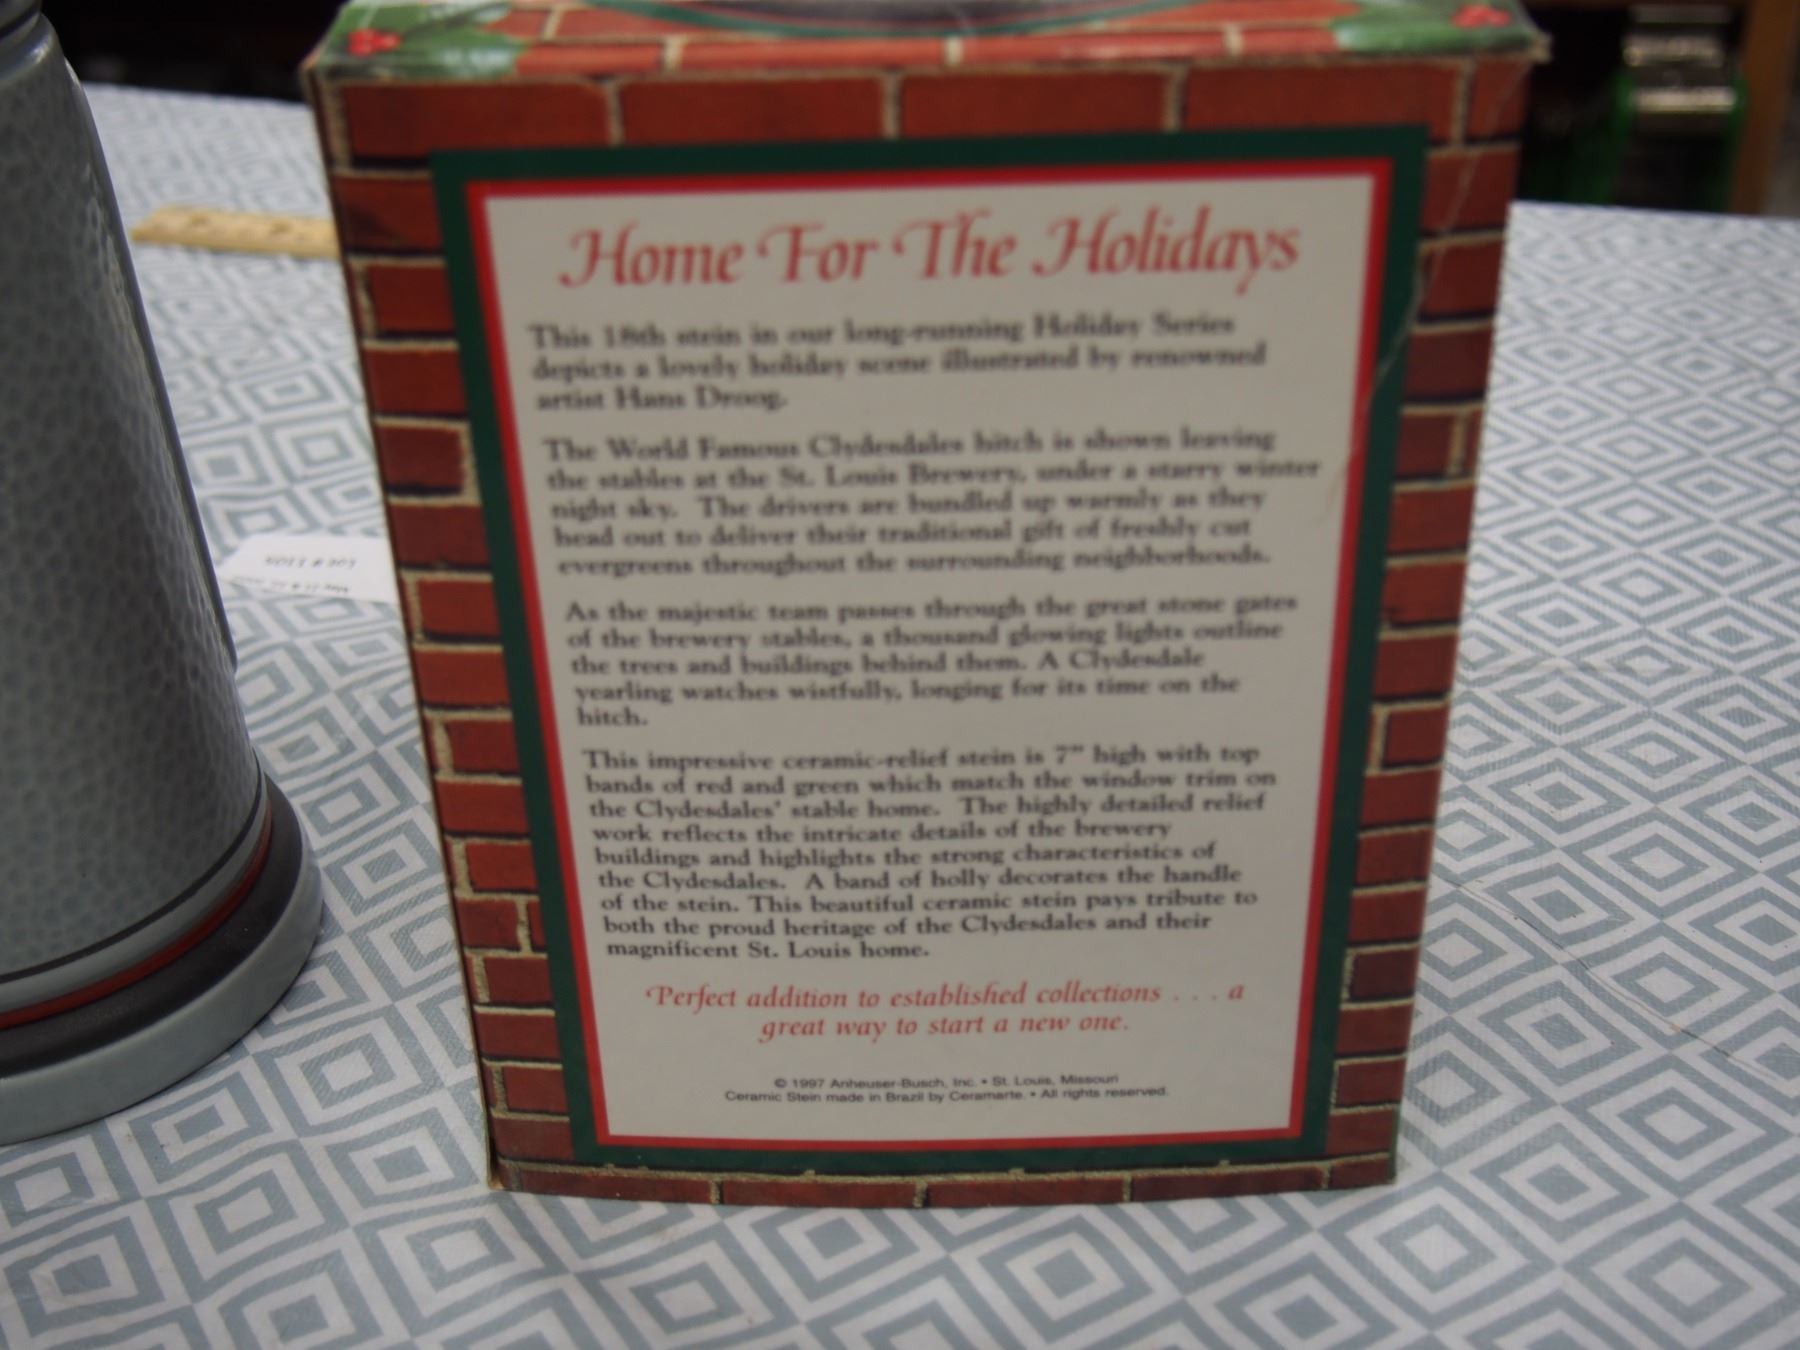 Home For The Holidays
This 18th stein in our long-running Holiday Series
depicts a lovely holiday scene illustrated by renowned
artist Hans Droog.
The World Famous Clydesdales hitch is shown leaving
the stables at the St. Louis Brewery, under a starry winter
night sky. The drivers are bundled up warmly as they
head out to deliver their traditional gift of freshly cut
evergreens throughout the surrounding neighborhoods.
As the majestic team passes through the great stone gates
of the brewery stables, a thousand glowing lights outline
the trees and buildings behind them. A Clydesdale
yearling watches wistfully, longing for its time on the
hitch.
This impressive ceramic-relief stein is 7" high with top
bands of red and green which match the window trim on
the Clydesdales' stable home. The highly detailed relief
work reflects the intricate details of the brewery
buildings and highlights the strong characteristics of
the Clydesdales. A band of holly decorates the handle
of the stein. This beautiful ceramic stein pays tribute to
both the proud heritage of the Clydesdales and their
magnificent St. Louis home.
Perfect addition to established collections . . . a
great way to start a new one.
© 1997 Anheuser-Busch, Inc. • St. Louis, Missouri
Ceramic Stein made in Brazil by Ceramarte. • All rights reserved.
Lot #